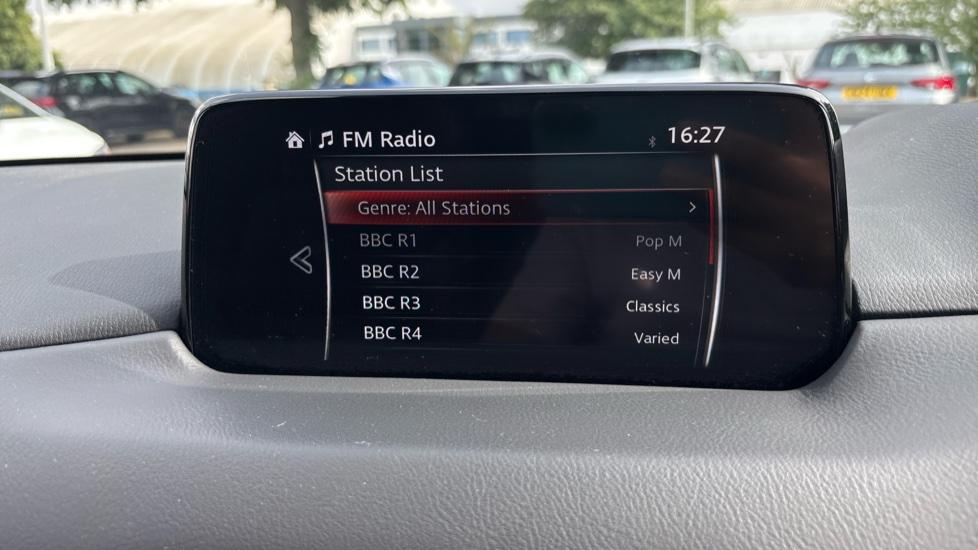 FM Radio 16:27
Station List
Genre: All Stations >
BBC R1 Pop M
BBC R2 Easy M
BBC R3 Classics
BBC R4 Varied